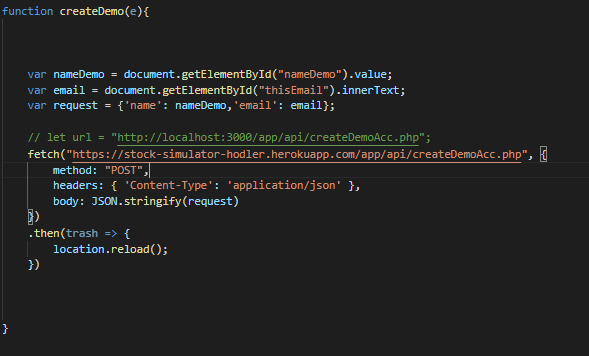 function createDemo(e){
var nameDemo = document.getElementById("nameDemo").value;
var email = document.getElementById("thisEmail").innerText;
var request = {'name': nameDemo,'email': email};
// let url = "http://localhost:3000/app/api/createDemoAcc.php";
fetch("https://stock-simulator-hodler.herokuapp.com/app/api/createDemoAcc.php", {
method: "POST",
headers: { 'Content-Type': 'application/json' },
body: JSON.stringify(request)
})
.then(trash => {
location.reload();
})
}